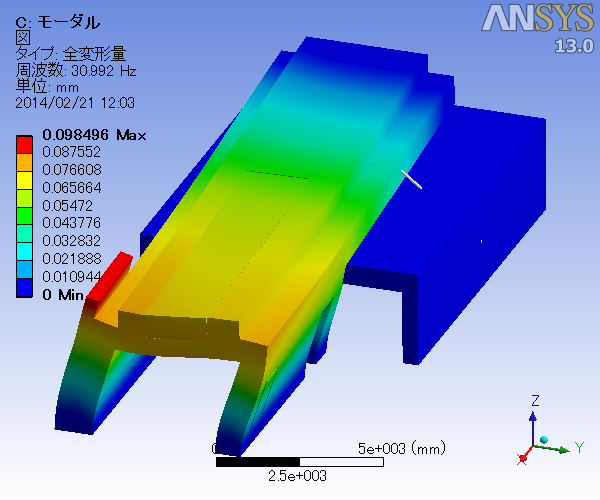 C: モーダル
図
タイプ: 全変形量
周波数: 30.992 Hz
単位: mm
2014/02/21 12:03
ANSYS
13.0
0.098496 Max
0.087552
0.076608
0.065664
0.05472
0.043776
0.032832
0.021888
0.010944
0 Min
0
5e+003 (mm)
2.5e+003
Z
Y
X